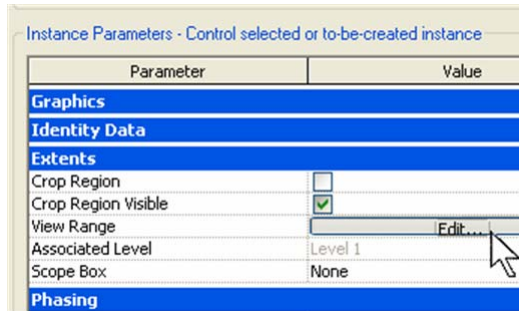 Instance Parameters - Control selected or to-be-created instance
Parameter Value
Graphics
Identity Data
Extents
Crop Region
Crop Region Visible
View Range Edit...
Associated Level Level 1
Scope Box None
Phasing